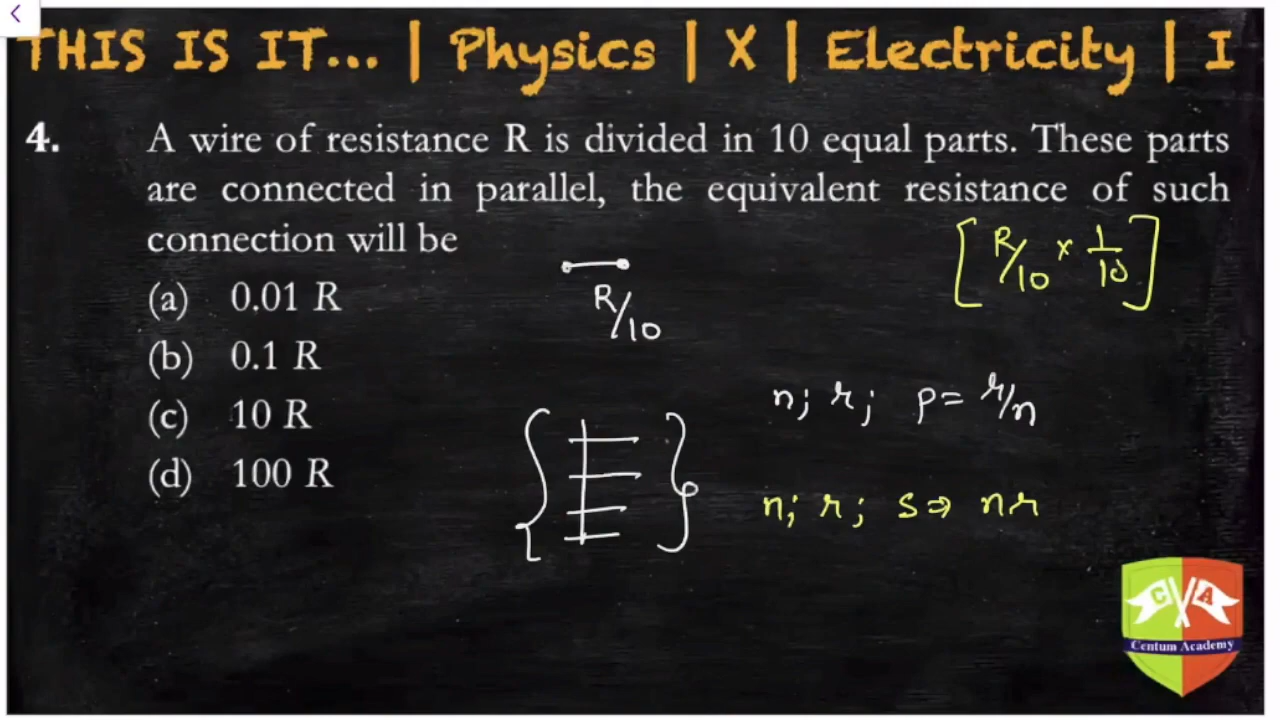 THIS IS IT... | Physics | X | Electricity | I
4. A wire of resistance R is divided in 10 equal parts. These parts
are connected in parallel, the equivalent resistance of such
connection will be
[R/10 × 1/10]
(a) 0.01 R
R/10
(b) 0.1 R
n; r; p = r/n
(c) 10 R
(d) 100 R
n; r; s ⇒ nr
C A
Centum Academy